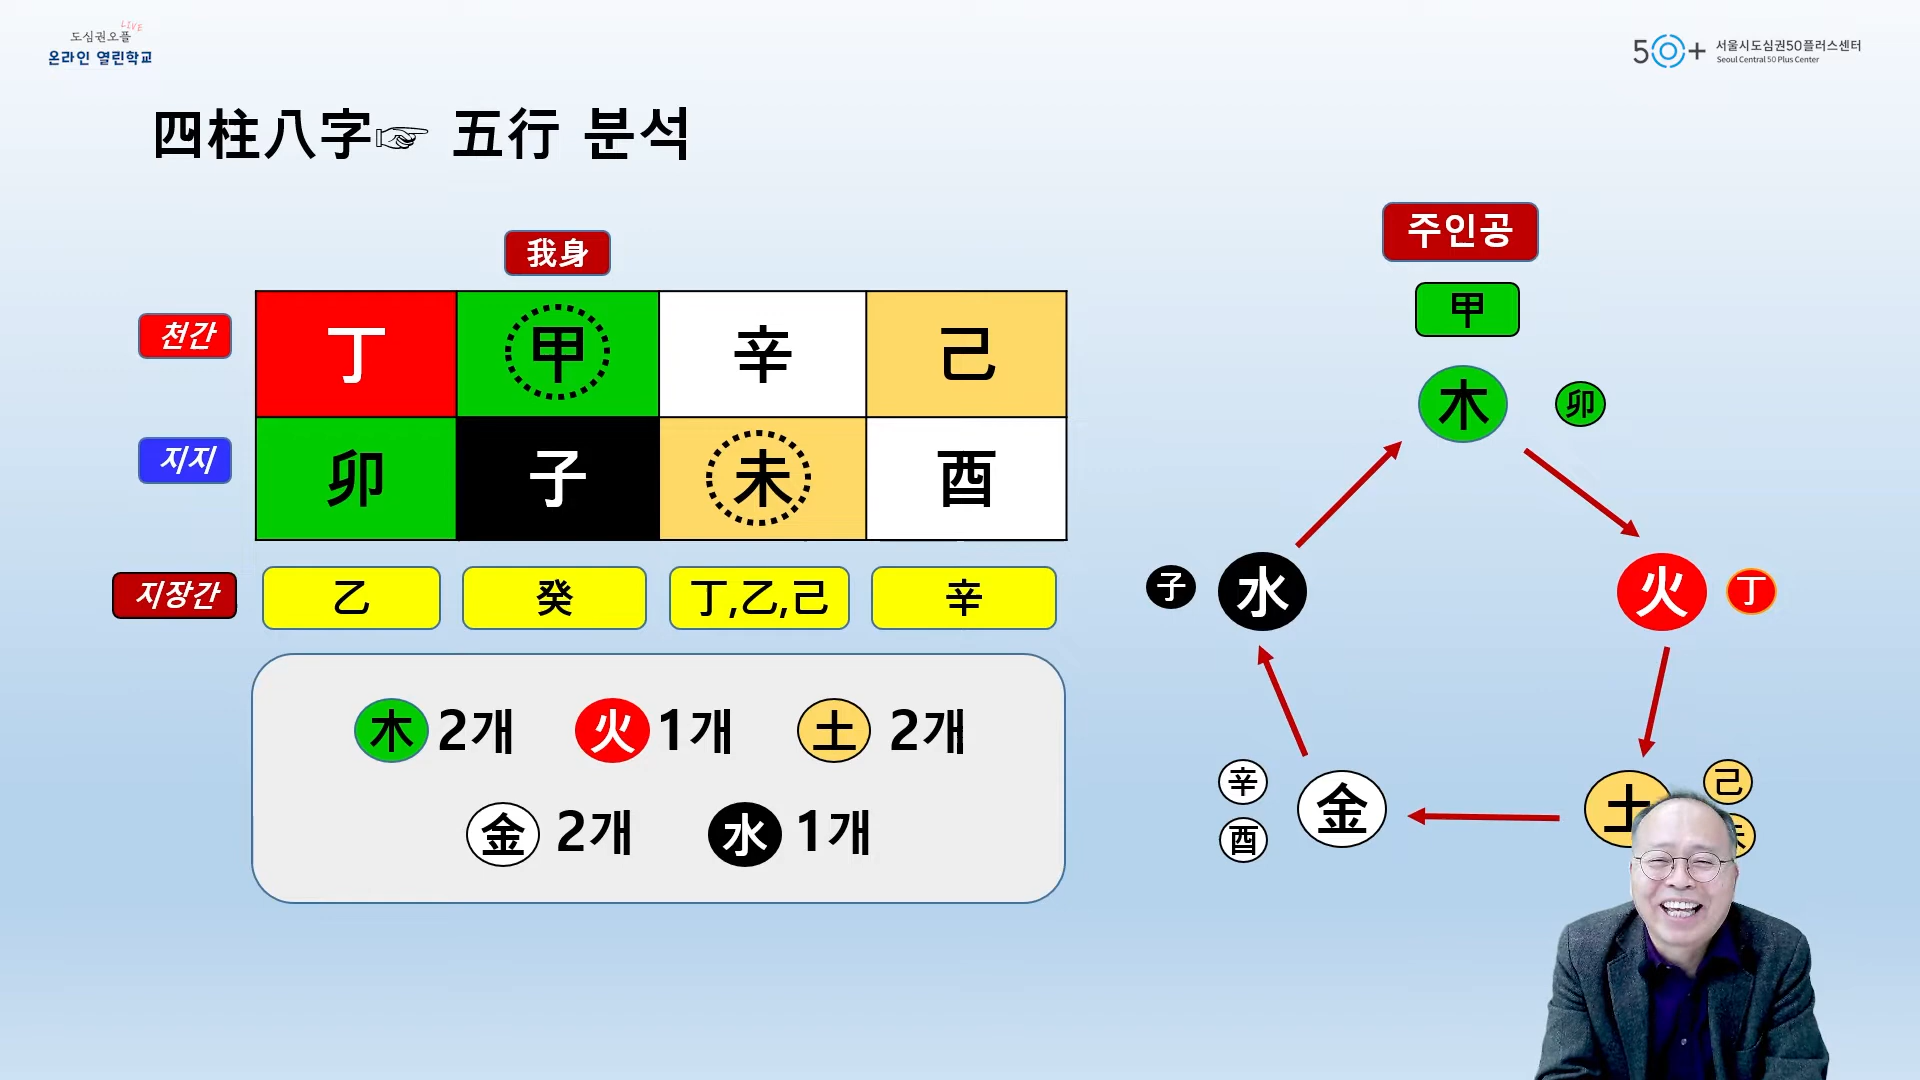 LIVE
도심권오플
온라인 열린학교
50+ 서울시도심권50플러스센터
Seoul Central 50 Plus Center
四柱八字☞ 五行 분석
我身
천간 丁 甲 辛 己
지지 卯 子 未 酉
지장간 乙 癸 丁,乙,己 辛
木 2개 火 1개 土 2개
金 2개 水 1개
주인공
甲
木 卯
子 水 火 丁
辛 金 土 己
酉